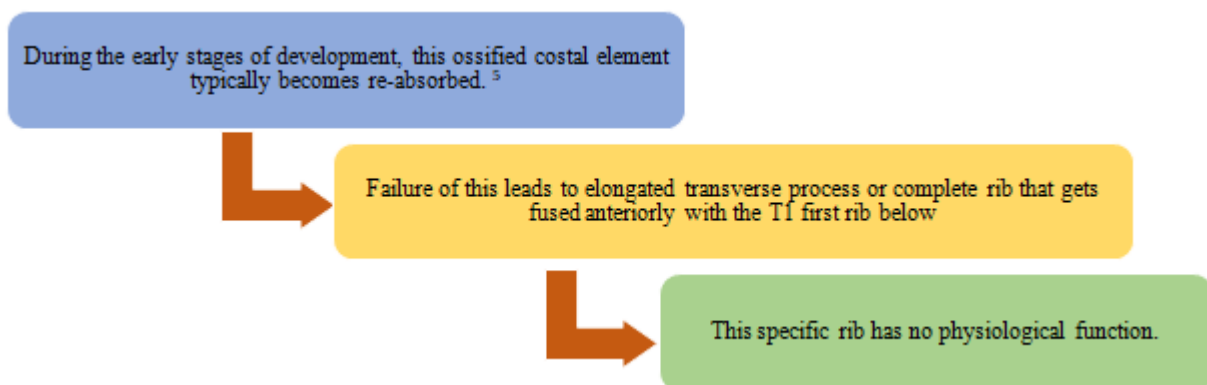 During the early stages of development, this ossified costal element
typically becomes re-absorbed. ⁵
Failure of this leads to elongated transverse process or complete rib that gets
fused anteriorly with the T1 first rib below
This specific rib has no physiological function.